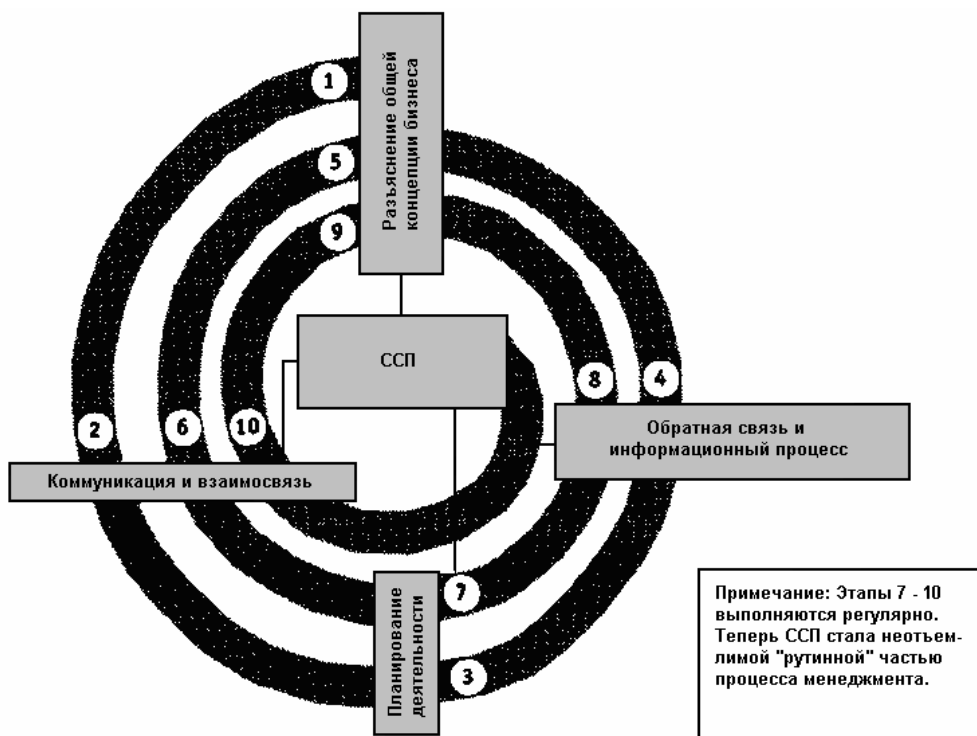 1
Разъяснение общей
концепции бизнеса
5
9
ССП
8
4
2
6
10
Обратная связь и
информационный процесс
Коммуникация и взаимосвязь
Планирование
деятельности
7
3
Примечание: Этапы 7 - 10
выполняются регулярно.
Теперь ССП стала неотъем-
лимой "рутинной" частью
процесса менеджмента.